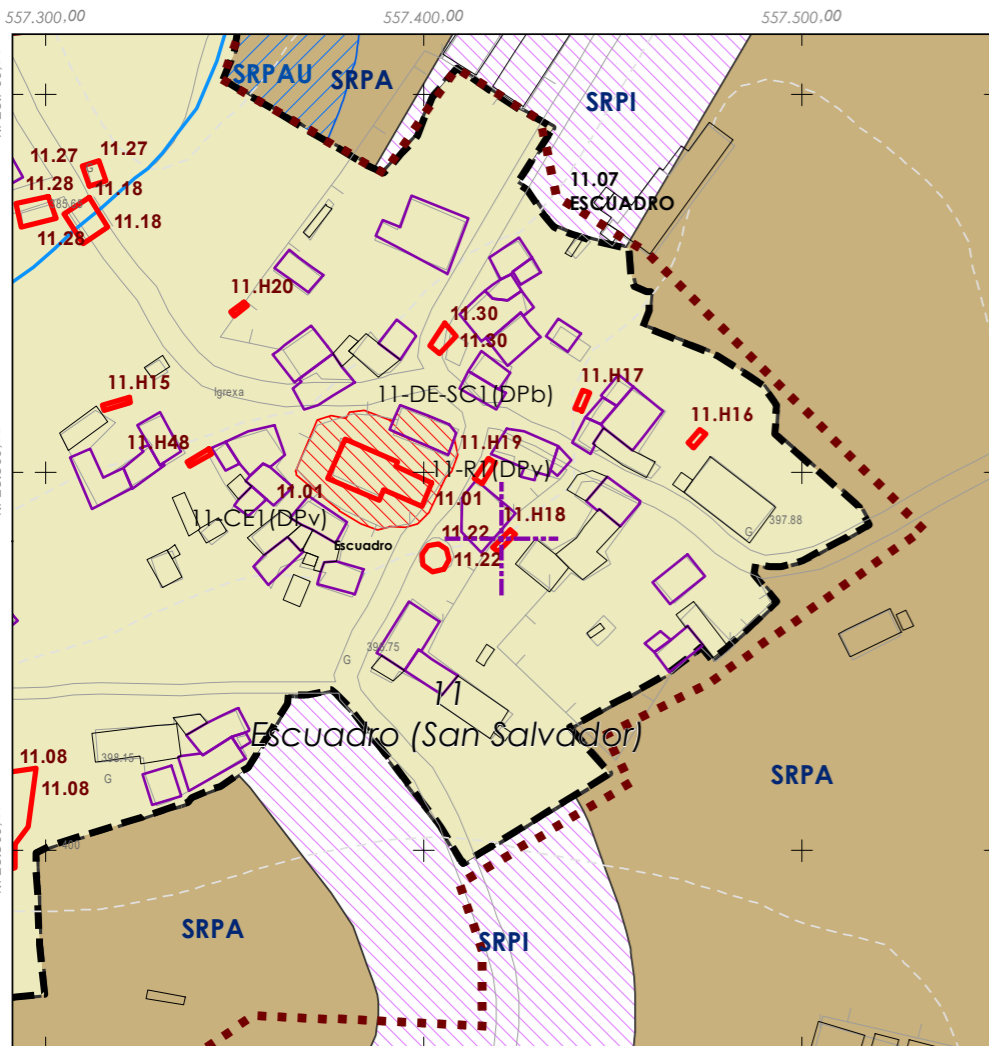 557.300.00
557.400.00
557.500.00
SRPAU
SRPA
SRPI
11.27
11.27
11.28
11.18
11.18
11.28
11.07
ESCUADRO
11.H20
11.30
11.30
11.H15
Igrexa
11-DE-SC1(DPb)
11.H17
11.H16
11.H48
11.H19
11-R1(DPv)
11.01
11.01
11-CE1(DPv)
11.H18
397.88
G
Escuadro
11.22
11.22
G
11
Escuadro (San Salvador)
11.08
11.08
398.15
G
SRPA
400
SRPA
SRPI